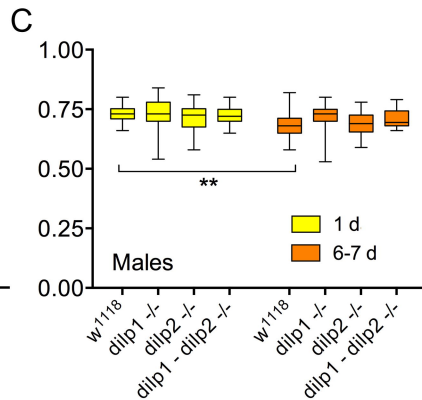 C
1.00
0.75
0.50
0.25
0.00
**
1 d
6-7 d
Males
w1118
dilp1 -/-
dilp2 -/-
dilp1 - dilp2 -/-
w1118
dilp1 -/-
dilp2 -/-
dilp1 - dilp2 -/-